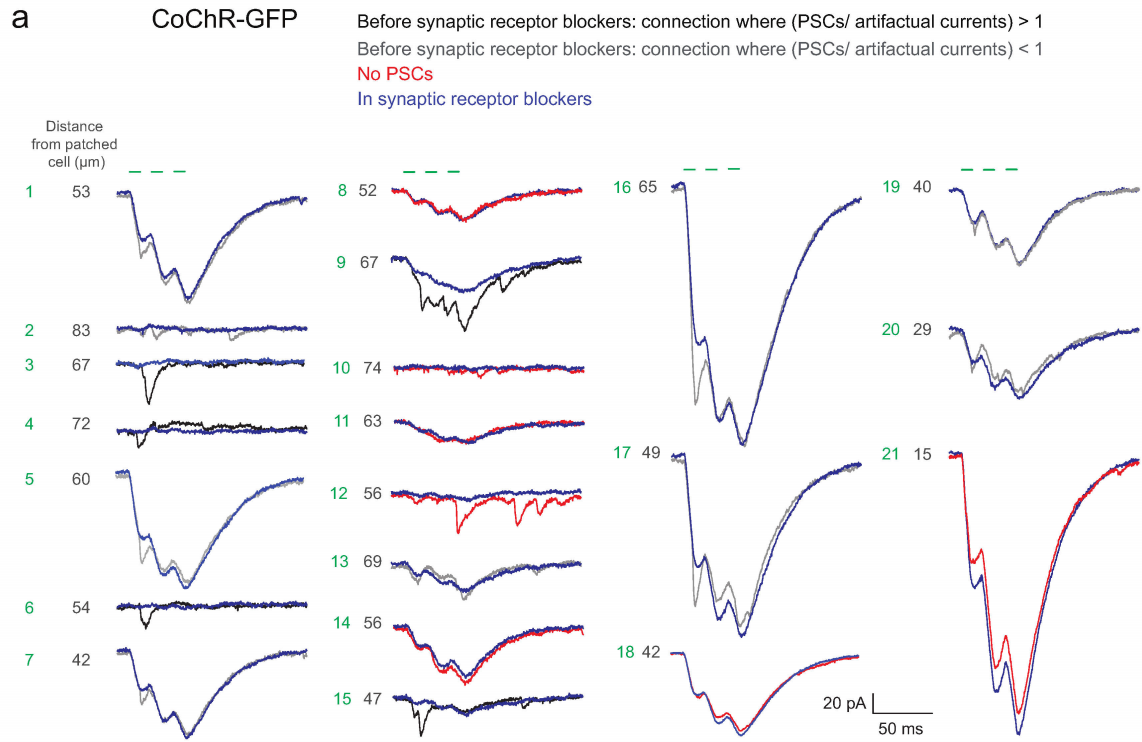 a
CoChR-GFP
Before synaptic receptor blockers: connection where (PSCs/ artifactual currents) > 1
Before synaptic receptor blockers: connection where (PSCs/ artifactual currents) < 1
No PSCs
In synaptic receptor blockers
Distance
from patched
cell (µm)
1 53
2 83
3 67
4 72
5 60
6 54
7 42
8 52
9 67
10 74
11 63
12 56
13 69
14 56
15 47
16 65
17 49
18 42
19 40
20 29
21 15
20 pA
50 ms